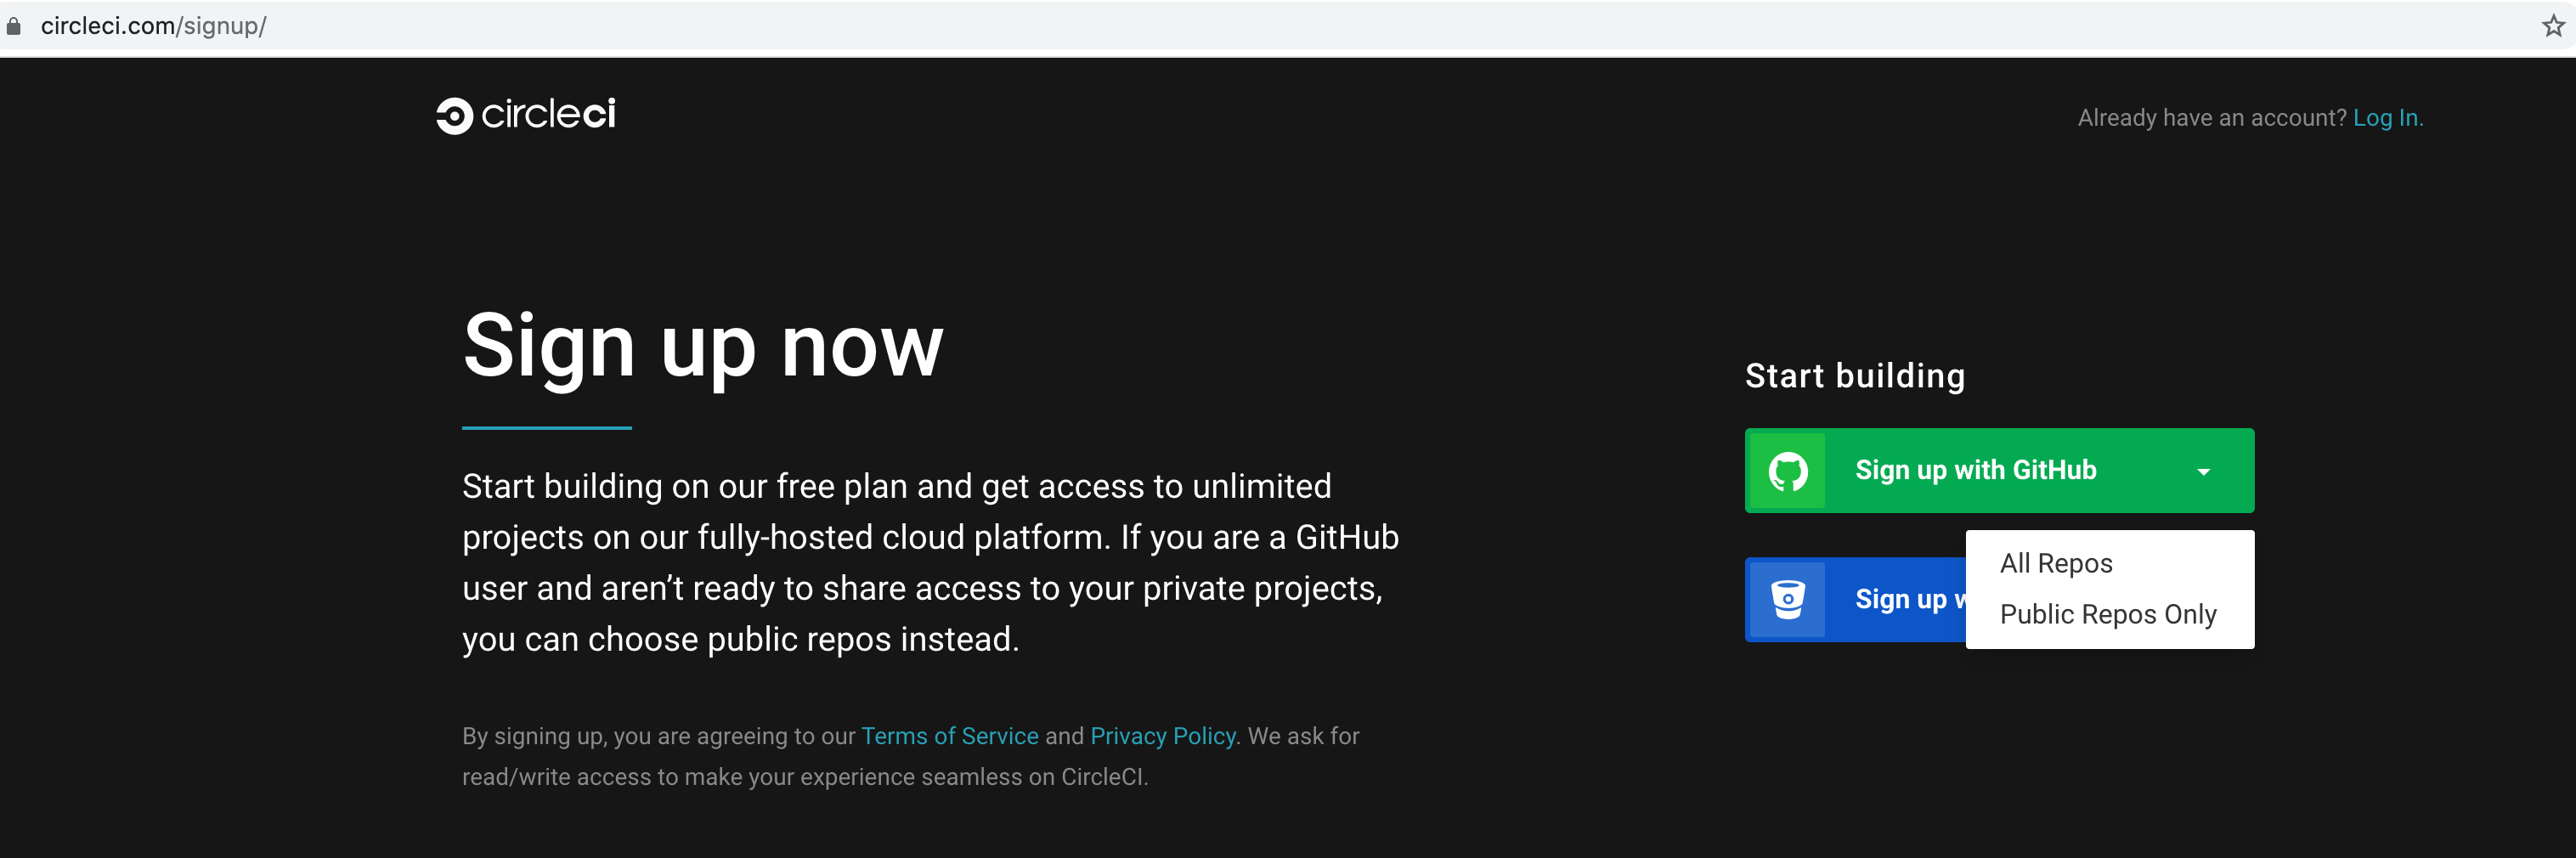 circleci.com/signup/
circleci
Already have an account? Log In.
Sign up now
Start building on our free plan and get access to unlimited
projects on our fully-hosted cloud platform. If you are a GitHub
user and aren’t ready to share access to your private projects,
you can choose public repos instead.
By signing up, you are agreeing to our Terms of Service and Privacy Policy. We ask for
read/write access to make your experience seamless on CircleCI.
Start building
Sign up with GitHub
All Repos
Public Repos Only
Sign up